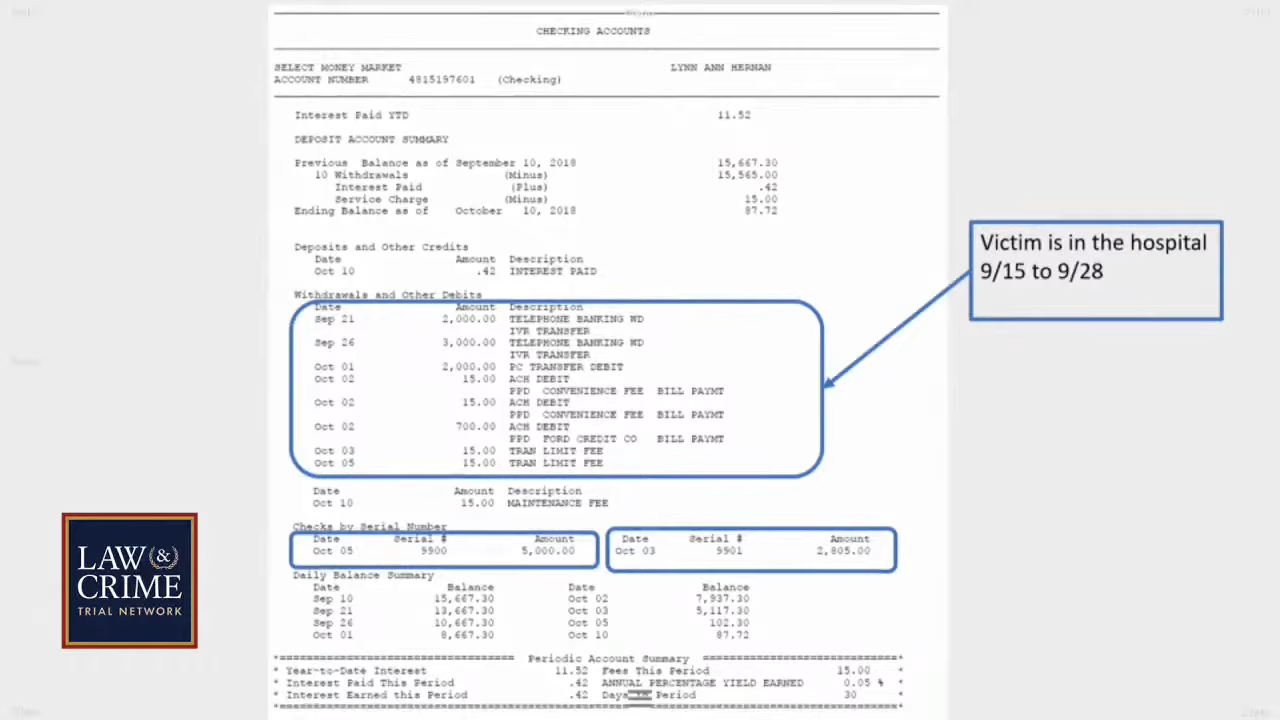 CHECKING ACCOUNTS
SELECT MONEY MARKET LYNN ANN HERNAN
ACCOUNT NUMBER 4815197601 (Checking)
Interest Paid YTD 11.52
DEPOSIT ACCOUNT SUMMARY
Previous Balance as of September 10, 2018 15,667.30
10 Withdrawals (Minus) 15,565.00
Interest Paid (Plus) .42
Service Charge (Minus) 15.00
Ending Balance as of October 10, 2018 87.72
Deposits and Other Credits
Date Amount Description
Oct 10 .42 INTEREST PAID
Withdrawals and Other Debits
Date Amount Description
Sep 21 2,000.00 TELEPHONE BANKING WD
IVR TRANSFER
Sep 26 3,000.00 TELEPHONE BANKING WD
IVR TRANSFER
Oct 01 2,000.00 PC TRANSFER DEBIT
Oct 02 15.00 ACH DEBIT
PPD CONVENIENCE FEE BILL PAYMT
Oct 02 15.00 ACH DEBIT
PPD CONVENIENCE FEE BILL PAYMT
Oct 02 700.00 ACH DEBIT
PPD FORD CREDIT CO BILL PAYMT
Oct 03 15.00 TRAN LIMIT FEE
Oct 05 15.00 TRAN LIMIT FEE
Date Amount Description
Oct 10 15.00 MAINTENANCE FEE
Checks by Serial Number
Date Serial # Amount Date Serial # Amount
Oct 05 9900 5,000.00 Oct 03 9901 2,805.00
Daily Balance Summary
Date Balance Date Balance
Sep 10 15,667.30 Oct 02 7,937.30
Sep 21 13,667.30 Oct 03 5,117.30
Sep 26 10,667.30 Oct 05 102.30
Oct 01 8,667.30 Oct 10 87.72
*================================ Periodic Account Summary ===========================*
* Year-to-Date Interest 11.52 Fees This Period 15.00 *
* Interest Paid This Period .42 ANNUAL PERCENTAGE YIELD EARNED 0.05 % *
* Interest Earned this Period .42 Days Period 30 *
Victim is in the hospital
9/15 to 9/28
LAW &
CRIME
TRIAL NETWORK